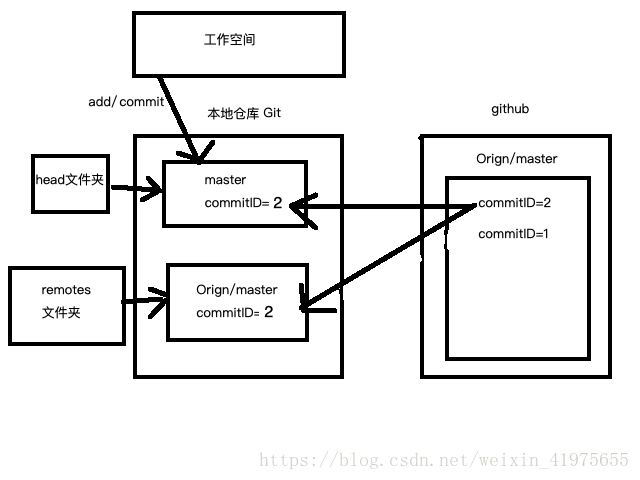 工作空间
add/commit
本地仓库 Git
github
Orign/master
head文件夹
master
commitID= 2
commitID=2
commitID=1
remotes
文件夹
Orign/master
commitID= 2
https://blog.csdn.net/weixin_41975655